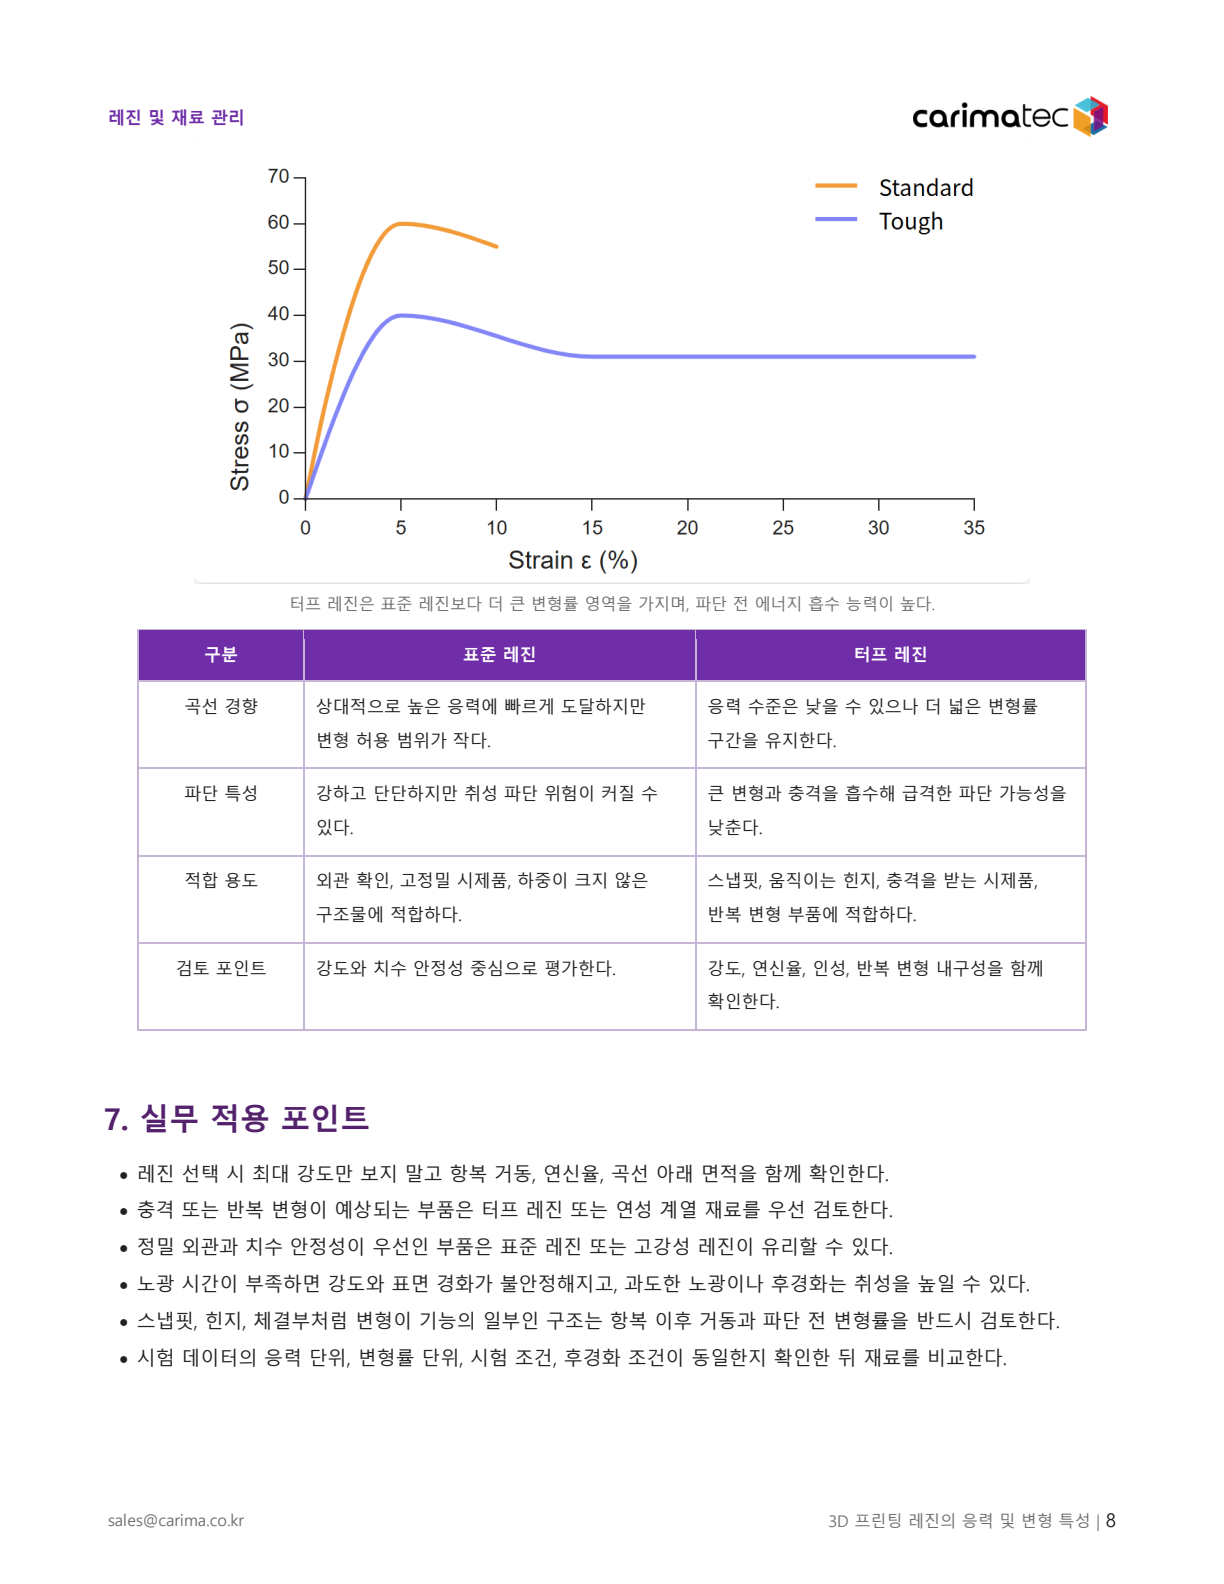 레진 및 재료 관리
carimatec
70
60
50
40
30
20
10
0
Stress σ (MPa)
0 5 10 15 20 25 30 35
Strain ε (%)
Standard
Tough
터프 레진은 표준 레진보다 더 큰 변형률 영역을 가지며, 파단 전 에너지 흡수 능력이 높다.
구분 표준 레진 터프 레진
곡선 경향 상대적으로 높은 응력에 빠르게 도달하지만 변형 허용 범위가 작다. 응력 수준은 낮을 수 있으나 더 넓은 변형률 구간을 유지한다.
파단 특성 강하고 단단하지만 취성 파단 위험이 커질 수 있다. 큰 변형과 충격을 흡수해 급격한 파단 가능성을 낮춘다.
적합 용도 외관 확인, 고정밀 시제품, 하중이 크지 않은 구조물에 적합하다. 스냅핏, 움직이는 힌지, 충격을 받는 시제품, 반복 변형 부품에 적합하다.
검토 포인트 강도와 치수 안정성 중심으로 평가한다. 강도, 연신율, 인성, 반복 변형 내구성을 함께 확인한다.
7. 실무 적용 포인트
• 레진 선택 시 최대 강도만 보지 말고 항복 거동, 연신율, 곡선 아래 면적을 함께 확인한다.
• 충격 또는 반복 변형이 예상되는 부품은 터프 레진 또는 연성 계열 재료를 우선 검토한다.
• 정밀 외관과 치수 안정성이 우선인 부품은 표준 레진 또는 고강성 레진이 유리할 수 있다.
• 노광 시간이 부족하면 강도와 표면 경화가 불안정해지고, 과도한 노광이나 후경화는 취성을 높일 수 있다.
• 스냅핏, 힌지, 체결부처럼 변형이 기능의 일부인 구조는 항복 이후 거동과 파단 전 변형률을 반드시 검토한다.
• 시험 데이터의 응력 단위, 변형률 단위, 시험 조건, 후경화 조건이 동일한지 확인한 뒤 재료를 비교한다.
sales@carima.co.kr
3D 프린팅 레진의 응력 및 변형 특성 | 8